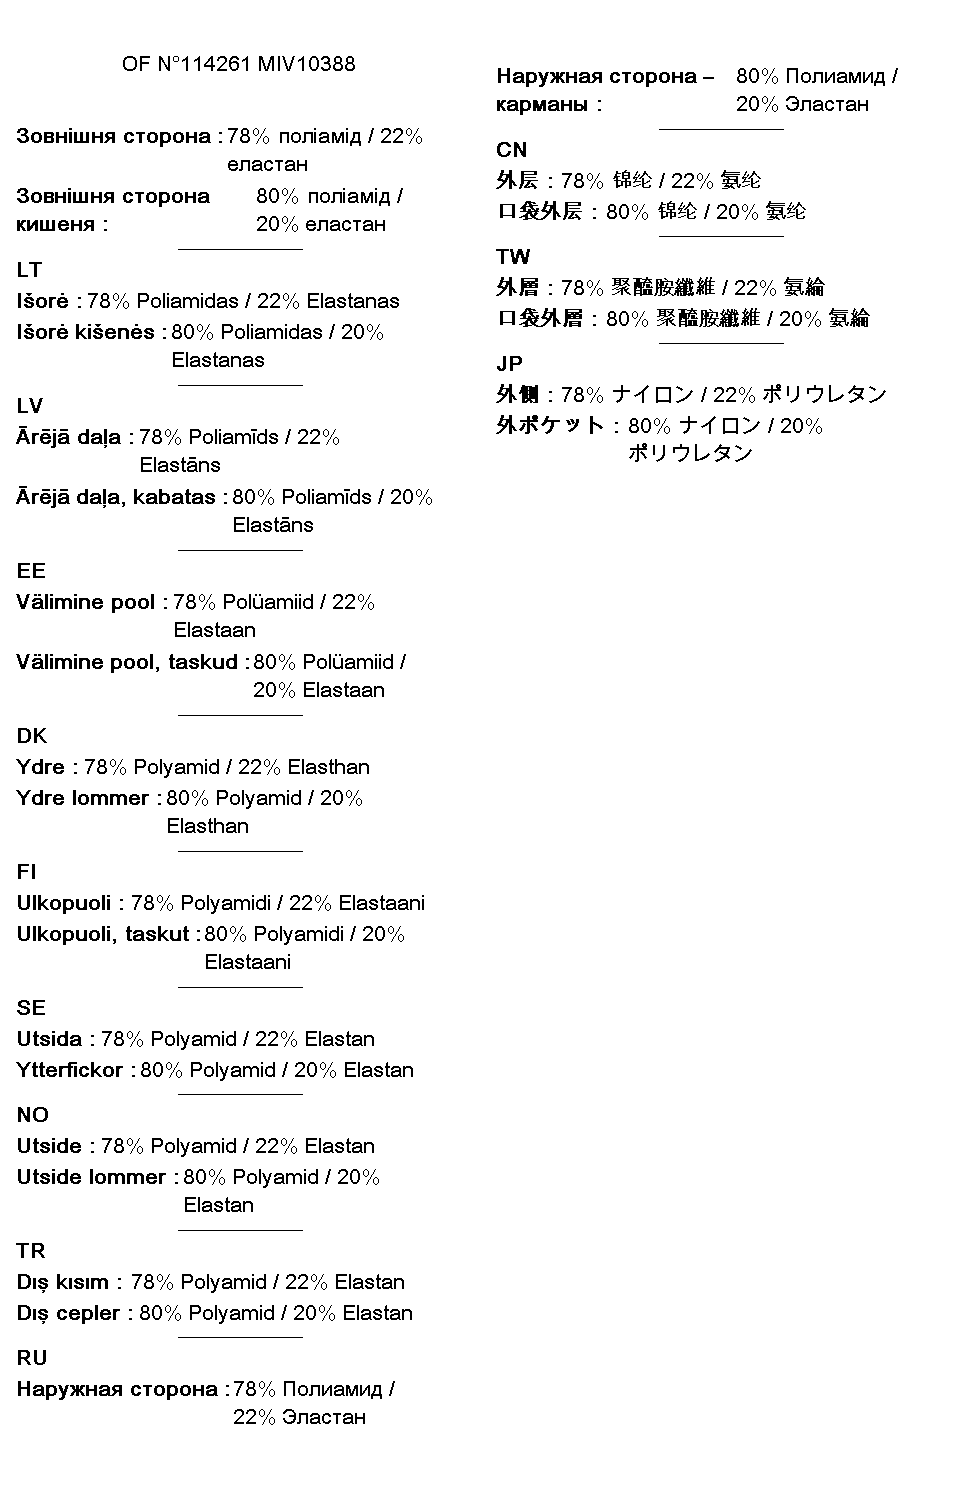 OF N°114261 MIV10388
Зовнішня сторона : 78% поліамід / 22%
еластан
Зовнішня сторона 80% поліамід /
кишеня : 20% еластан
LT
Išorė : 78% Poliamidas / 22% Elastanas
Išorė kišenės : 80% Poliamidas / 20%
Elastanas
LV
Ārējā daļa : 78% Poliamīds / 22%
Elastāns
Ārējā daļa, kabatas : 80% Poliamīds / 20%
Elastāns
EE
Välimine pool : 78% Polüamiid / 22%
Elastaan
Välimine pool, taskud : 80% Polüamiid /
20% Elastaan
DK
Ydre : 78% Polyamid / 22% Elasthan
Ydre lommer : 80% Polyamid / 20%
Elasthan
FI
Ulkopuoli : 78% Polyamidi / 22% Elastaani
Ulkopuoli, taskut : 80% Polyamidi / 20%
Elastaani
SE
Utsida : 78% Polyamid / 22% Elastan
Ytterfickor : 80% Polyamid / 20% Elastan
NO
Utside : 78% Polyamid / 22% Elastan
Utside lommer : 80% Polyamid / 20%
Elastan
TR
Dış kısım : 78% Polyamid / 22% Elastan
Dış cepler : 80% Polyamid / 20% Elastan
RU
Наружная сторона : 78% Полиамид /
22% Эластан
Наружная сторона – 80% Полиамид /
карманы : 20% Эластан
CN
外层 : 78% 锦纶 / 22% 氨纶
口袋外层 : 80% 锦纶 / 20% 氨纶
TW
外層 : 78% 聚醯胺纖維 / 22% 氨綸
口袋外層 : 80% 聚醯胺纖維 / 20% 氨綸
JP
外側 : 78% ナイロン / 22% ポリウレタン
外ポケット : 80% ナイロン / 20%
ポリウレタン